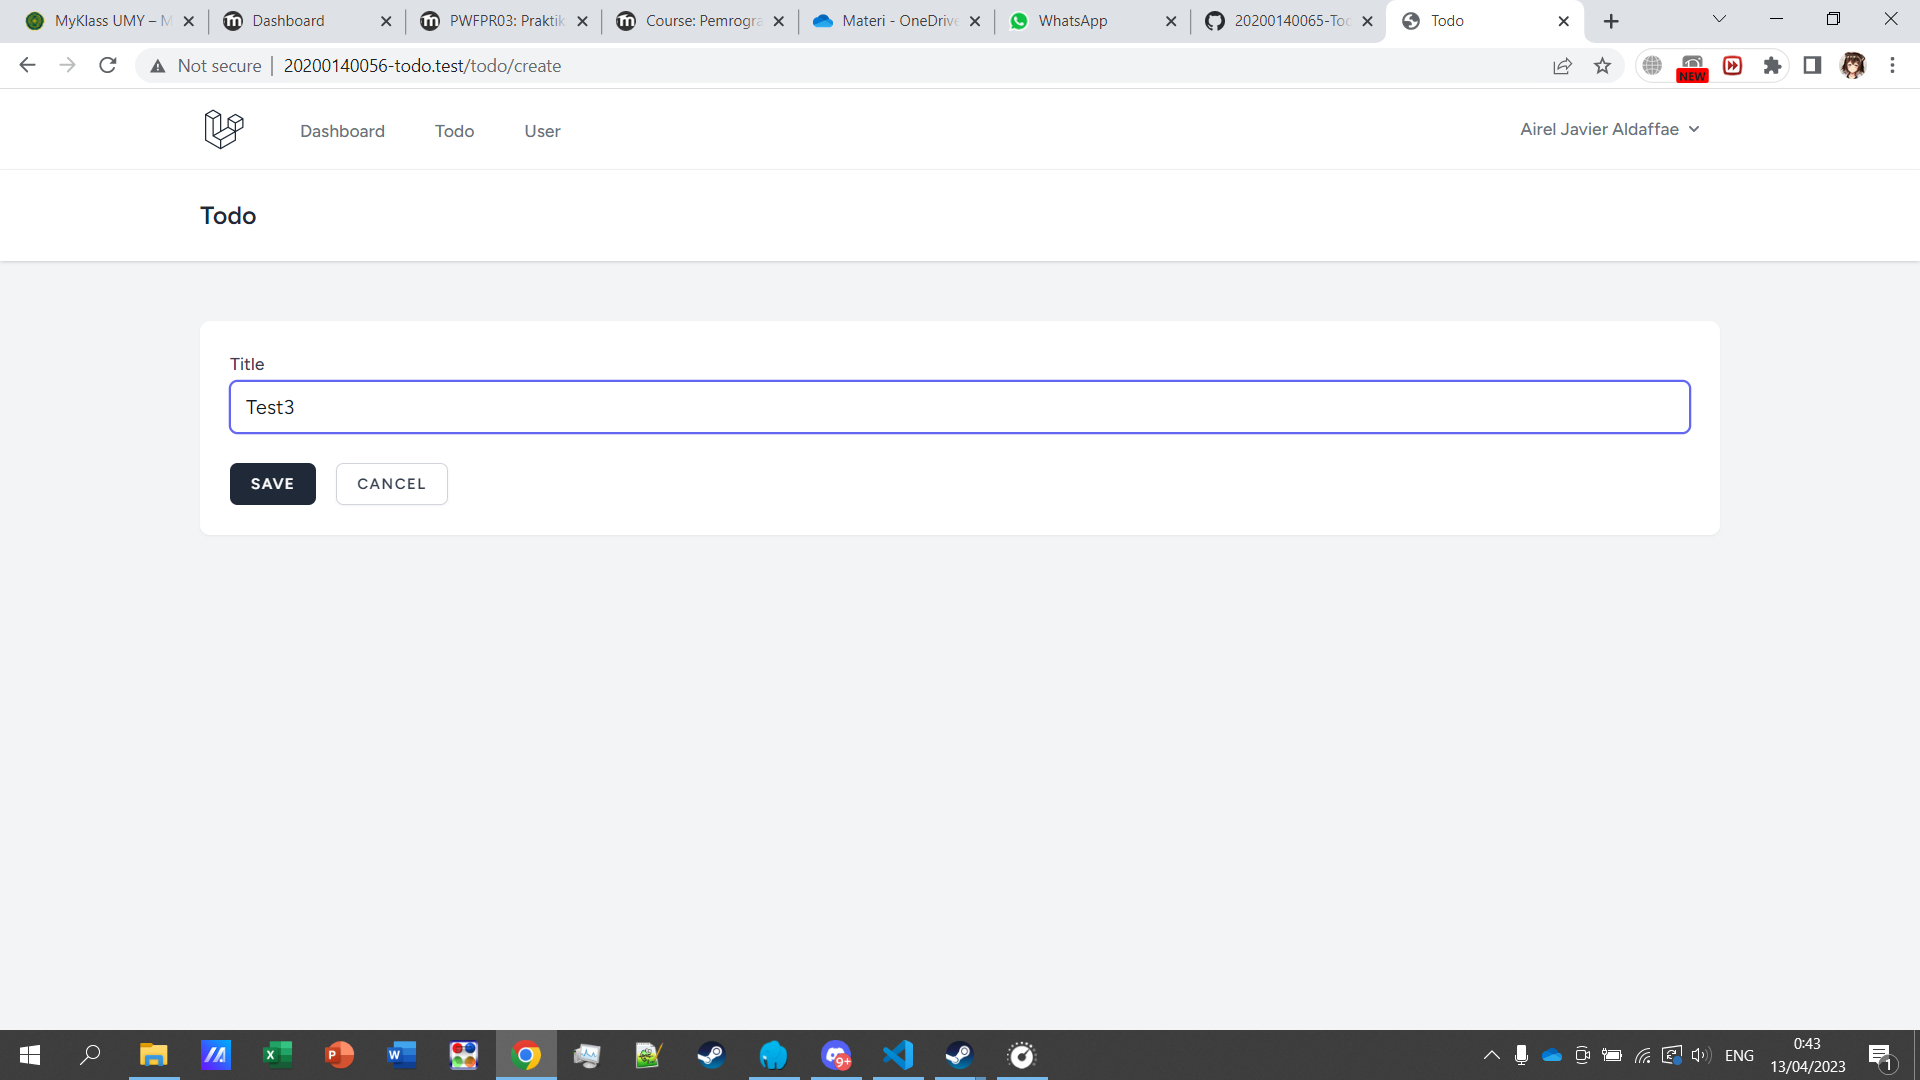 MyKlass UMY – M
Dashboard
PWFPR03: Praktik
Course: Pemrogra
Materi - OneDrive
WhatsApp
20200140065-Tod
Todo
Not secure
20200140056-todo.test/todo/create
NEW
Dashboard
Todo
User
Airel Javier Aldaffae
Todo
Title
Test3
SAVE
CANCEL
9+
ENG
0:43
13/04/2023
1